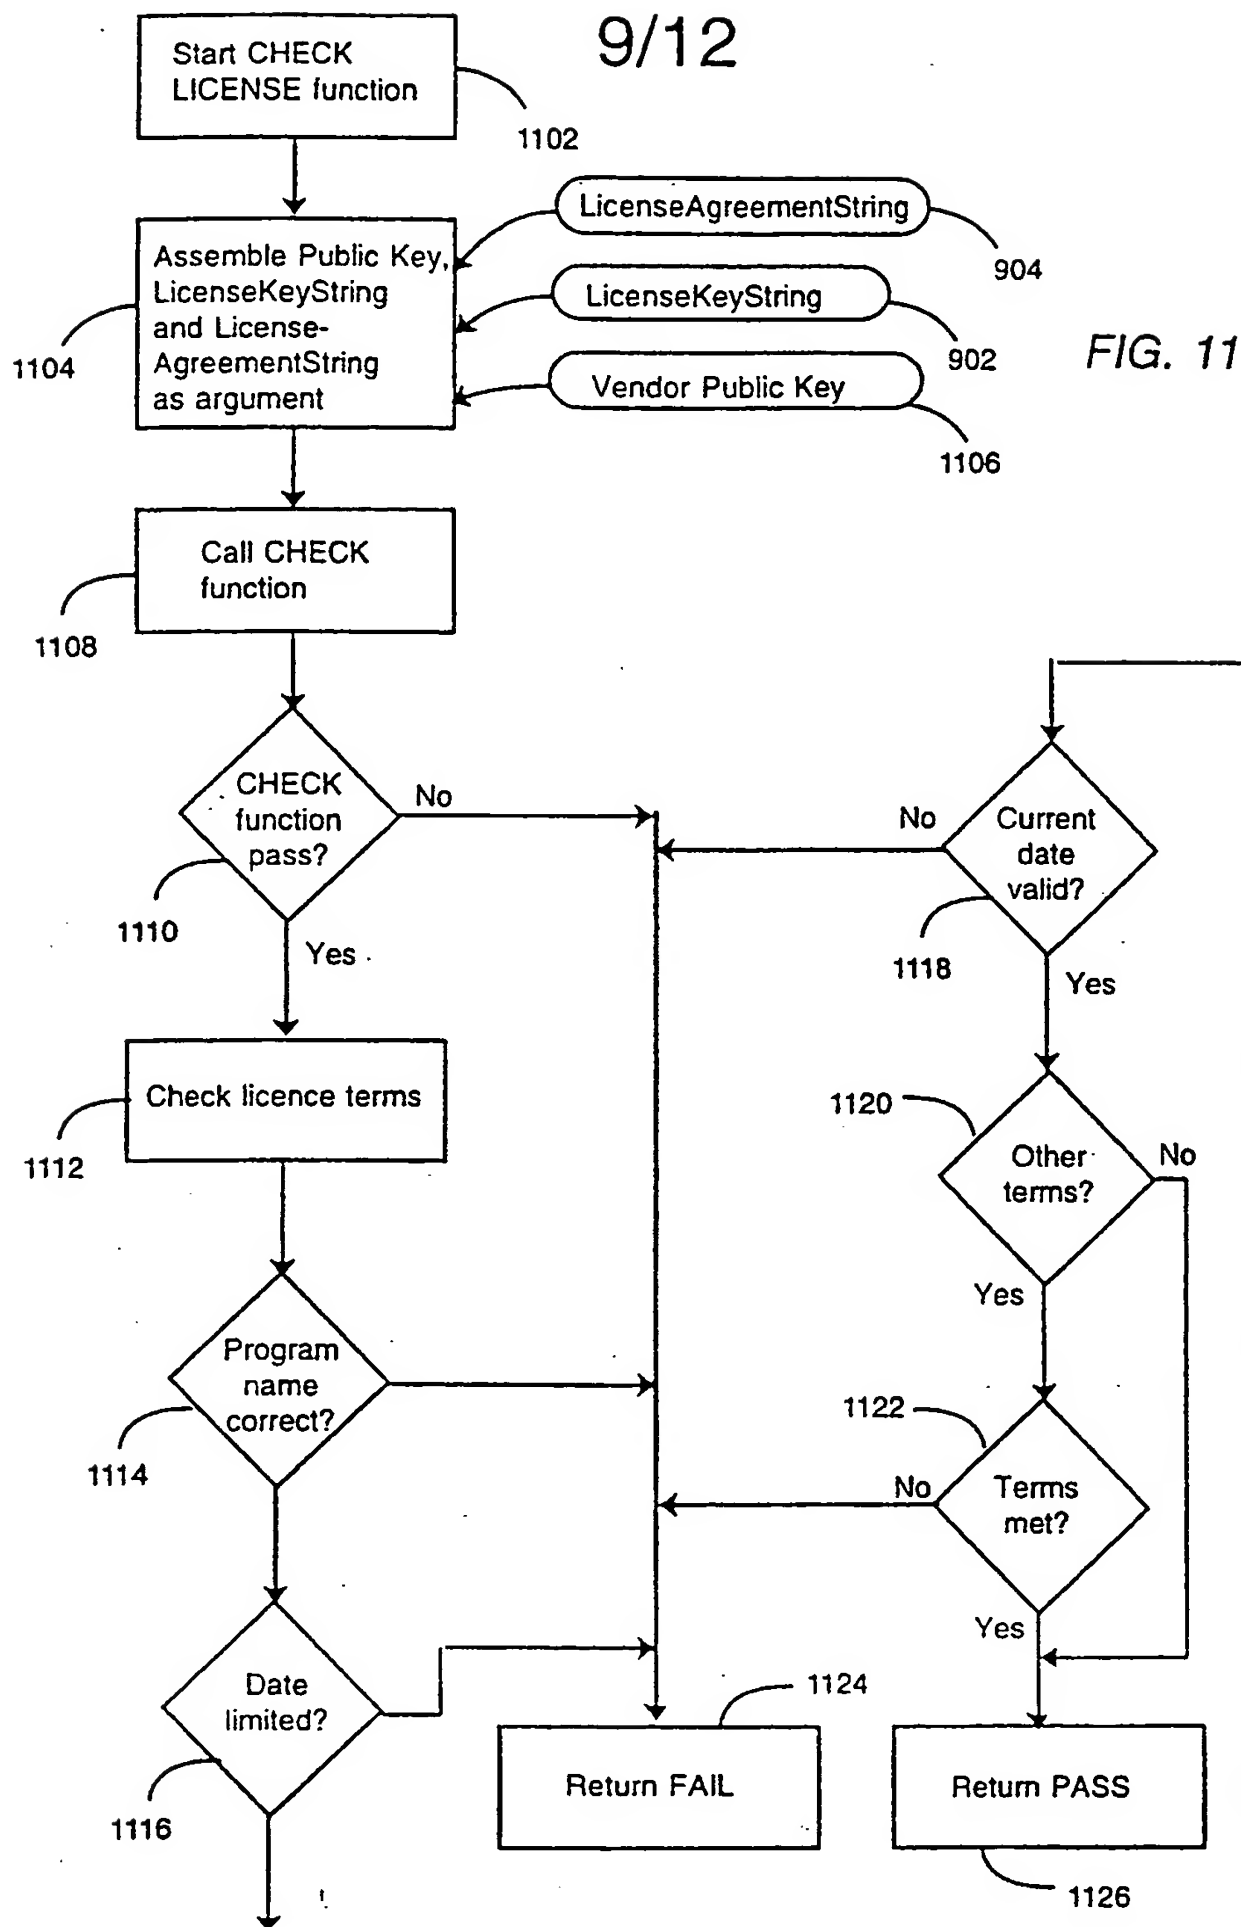 9/12
Start CHECK
LICENSE function
1102
LicenseAgreementString
904
Assemble Public Key,
LicenseKeyString
and License-
AgreementString
as argument
1104
LicenseKeyString
902
FIG. 11
Vendor Public Key
1106
Call CHECK
function
1108
CHECK
function
pass?
No
1110
Yes
Current
date
valid?
No
1118
Yes
Check licence terms
1112
1120
Other
terms?
No
Yes
Program
name
correct?
1114
1122
Terms
met?
No
Yes
Date
limited?
1116
1124
Return FAIL
Return PASS
1126